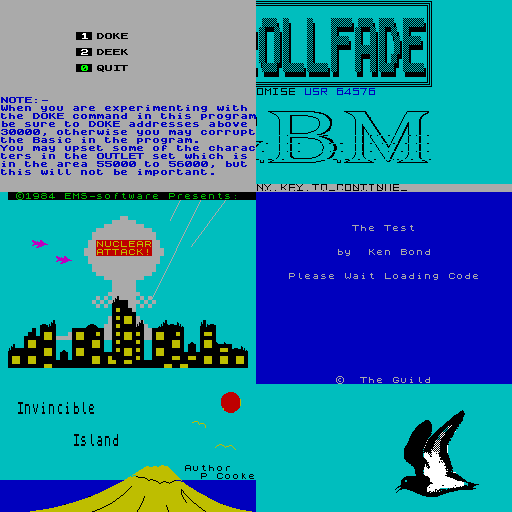 1 DOKE
2 DEEK
0 QUIT
NOTE:-
When you are experimenting with
the DOKE command in this program
be sure to DOKE addresses above
30000, otherwise you may corrupt
the Basic in the program.
You may upset some of the charac
ters in the OUTLET set which is
in the area 55000 to 56000, but
this will not be important.
OLLFADE
OMISE USR 64576
.B.M
NY.KEY.TO CONTINUE_
©1984 EMS-software Presents:
NUCLEAR
ATTACK!
The Test
by Ken Bond
Please Wait Loading Code
© The Guild
Invincible
Island
Author
P Cooke